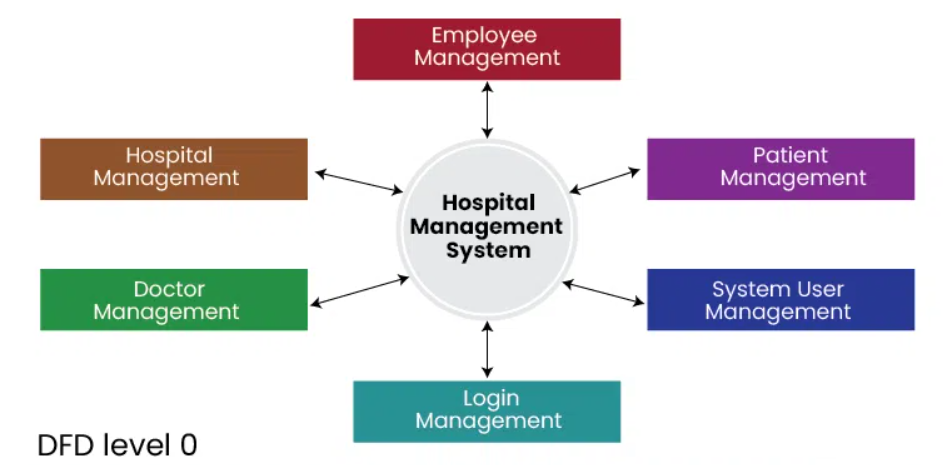 Employee
Management
Hospital
Management
Patient
Management
Hospital
Management
System
Doctor
Management
System User
Management
Login
Management
DFD level 0